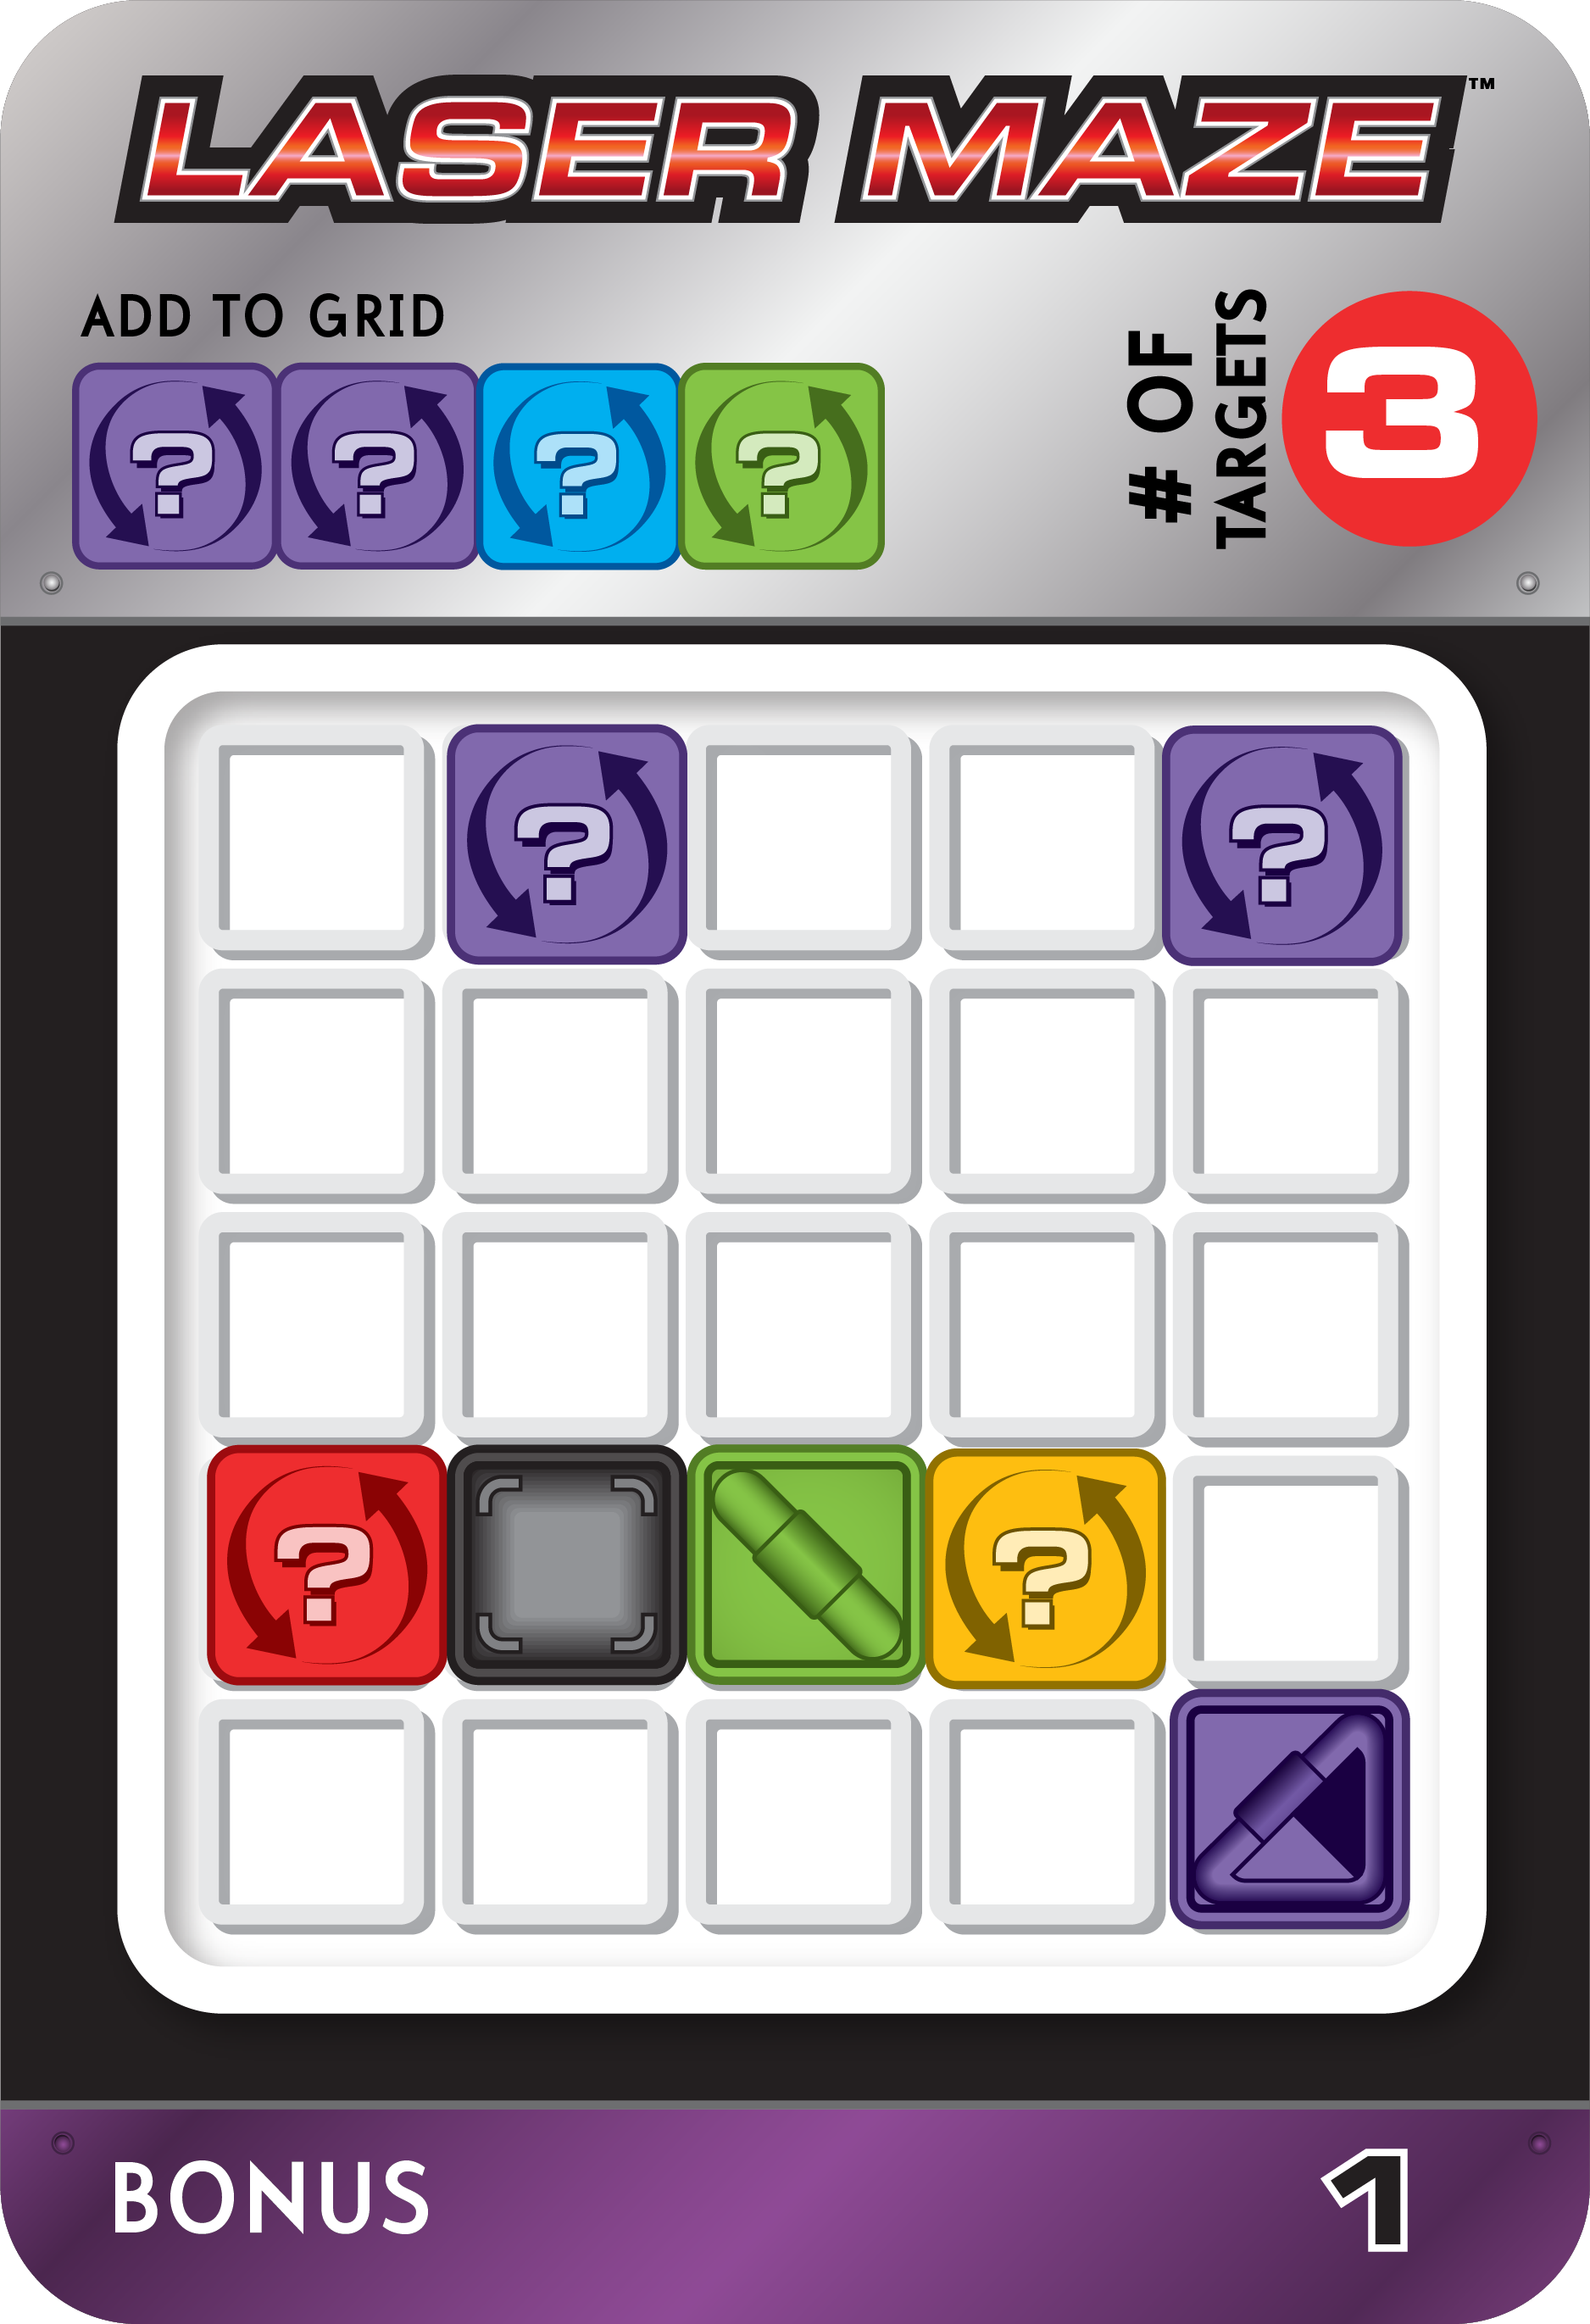 LASER MAZE™
ADD TO GRID
? ? ? ?
# OF
TARGETS
3
? ?
? ?
BONUS
1